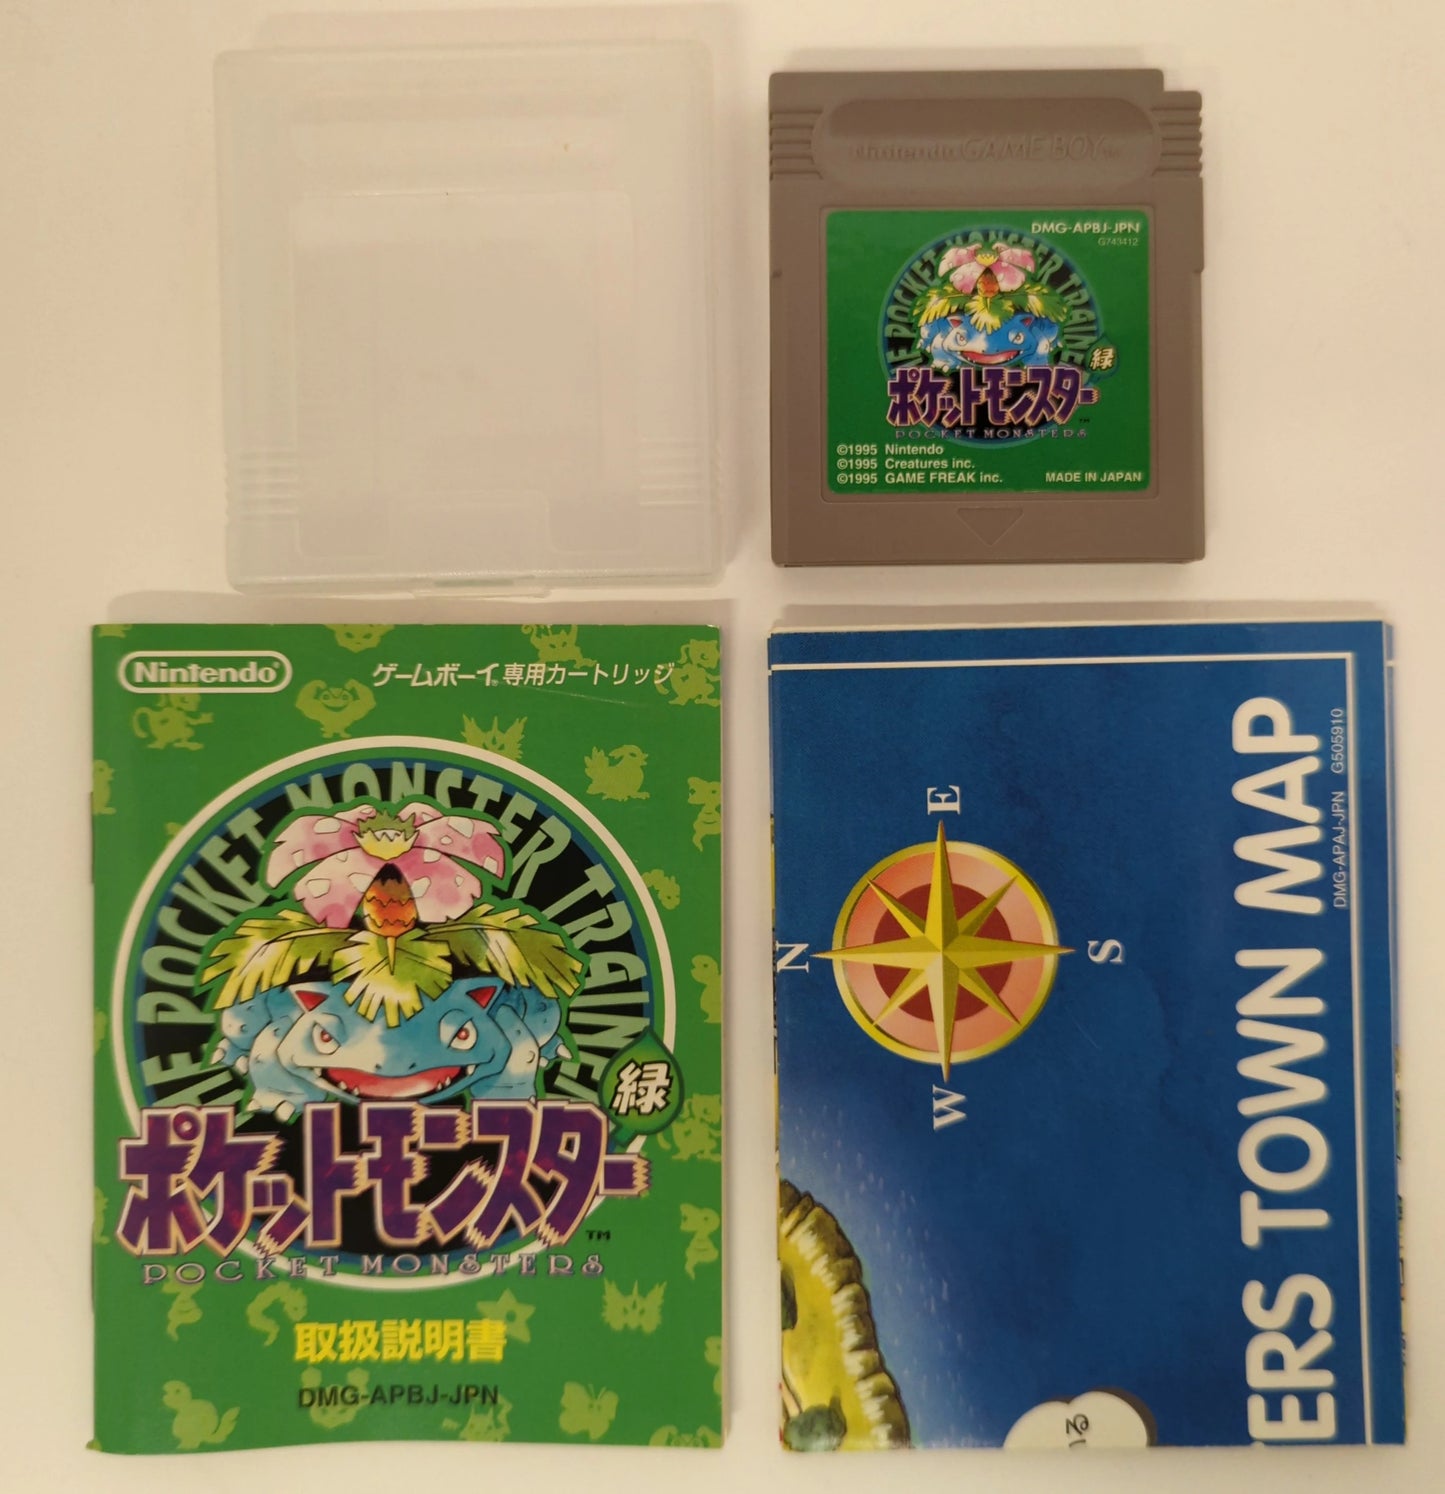 Nintendo GAME BOY™
DMG-APBJ-JPN
G743412
THE POCKET MONSTER TRAINER
緑
ポケットモンスター
™
POCKET MONSTERS
©1995 Nintendo
©1995 Creatures inc.
©1995 GAME FREAK inc.
MADE IN JAPAN
Nintendo®
ゲームボーイ®専用カートリッジ
POCKET MONSTER TRAINE
緑
ポケットモンスター
™
POCKET MONSTERS
取扱説明書
DMG-APBJ-JPN
N
E
S
W
ERS TOWN MAP
DMG-APAJ-JPN G505910
る